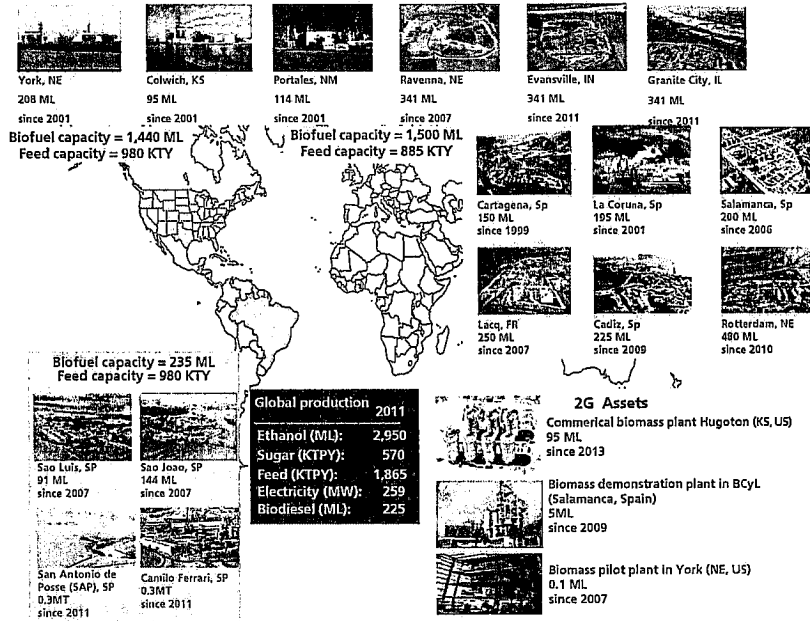 York, NE
208 ML
since 2001
Colwich, KS
95 ML
since 2001
Portales, NM
114 ML
since 2001
Ravenna, NE
341 ML
since 2007
Evansville, IN
341 ML
since 2011
Granite City, IL
341 ML
since 2011
Biofuel capacity = 1,440 ML
Feed capacity = 980 KTY
Biofuel capacity = 1,500 ML
Feed capacity = 885 KTY
Cartagena, Sp
150 ML
since 1999
La Coruna, Sp
195 ML
since 2001
Salamanca, Sp
200 ML
since 2006
Lacq, FR
250 ML
since 2007
Cadiz, Sp
225 ML
since 2009
Rotterdam, NE
480 ML
since 2010
Biofuel capacity = 235 ML
Feed capacity = 980 KTY
Sao Luis, SP
91 ML
since 2007
Sao Joao, SP
144 ML
since 2007
San Antonio de
Posse (SAP), SP
0.3MT
since 2011
Camilo Ferrari, SP
0.3MT
since 2011
Global production
2011
Ethanol (ML): 2,950
Sugar (KTPY): 570
Feed (KTPY): 1,865
Electricity (MW): 259
Biodiesel (ML): 225
2G Assets
Commerical biomass plant Hugoton (KS, US)
95 ML
since 2013
Biomass demonstration plant in BCyL
(Salamanca, Spain)
5ML
since 2009
Biomass pilot plant in York (NE, US)
0.1 ML
since 2007